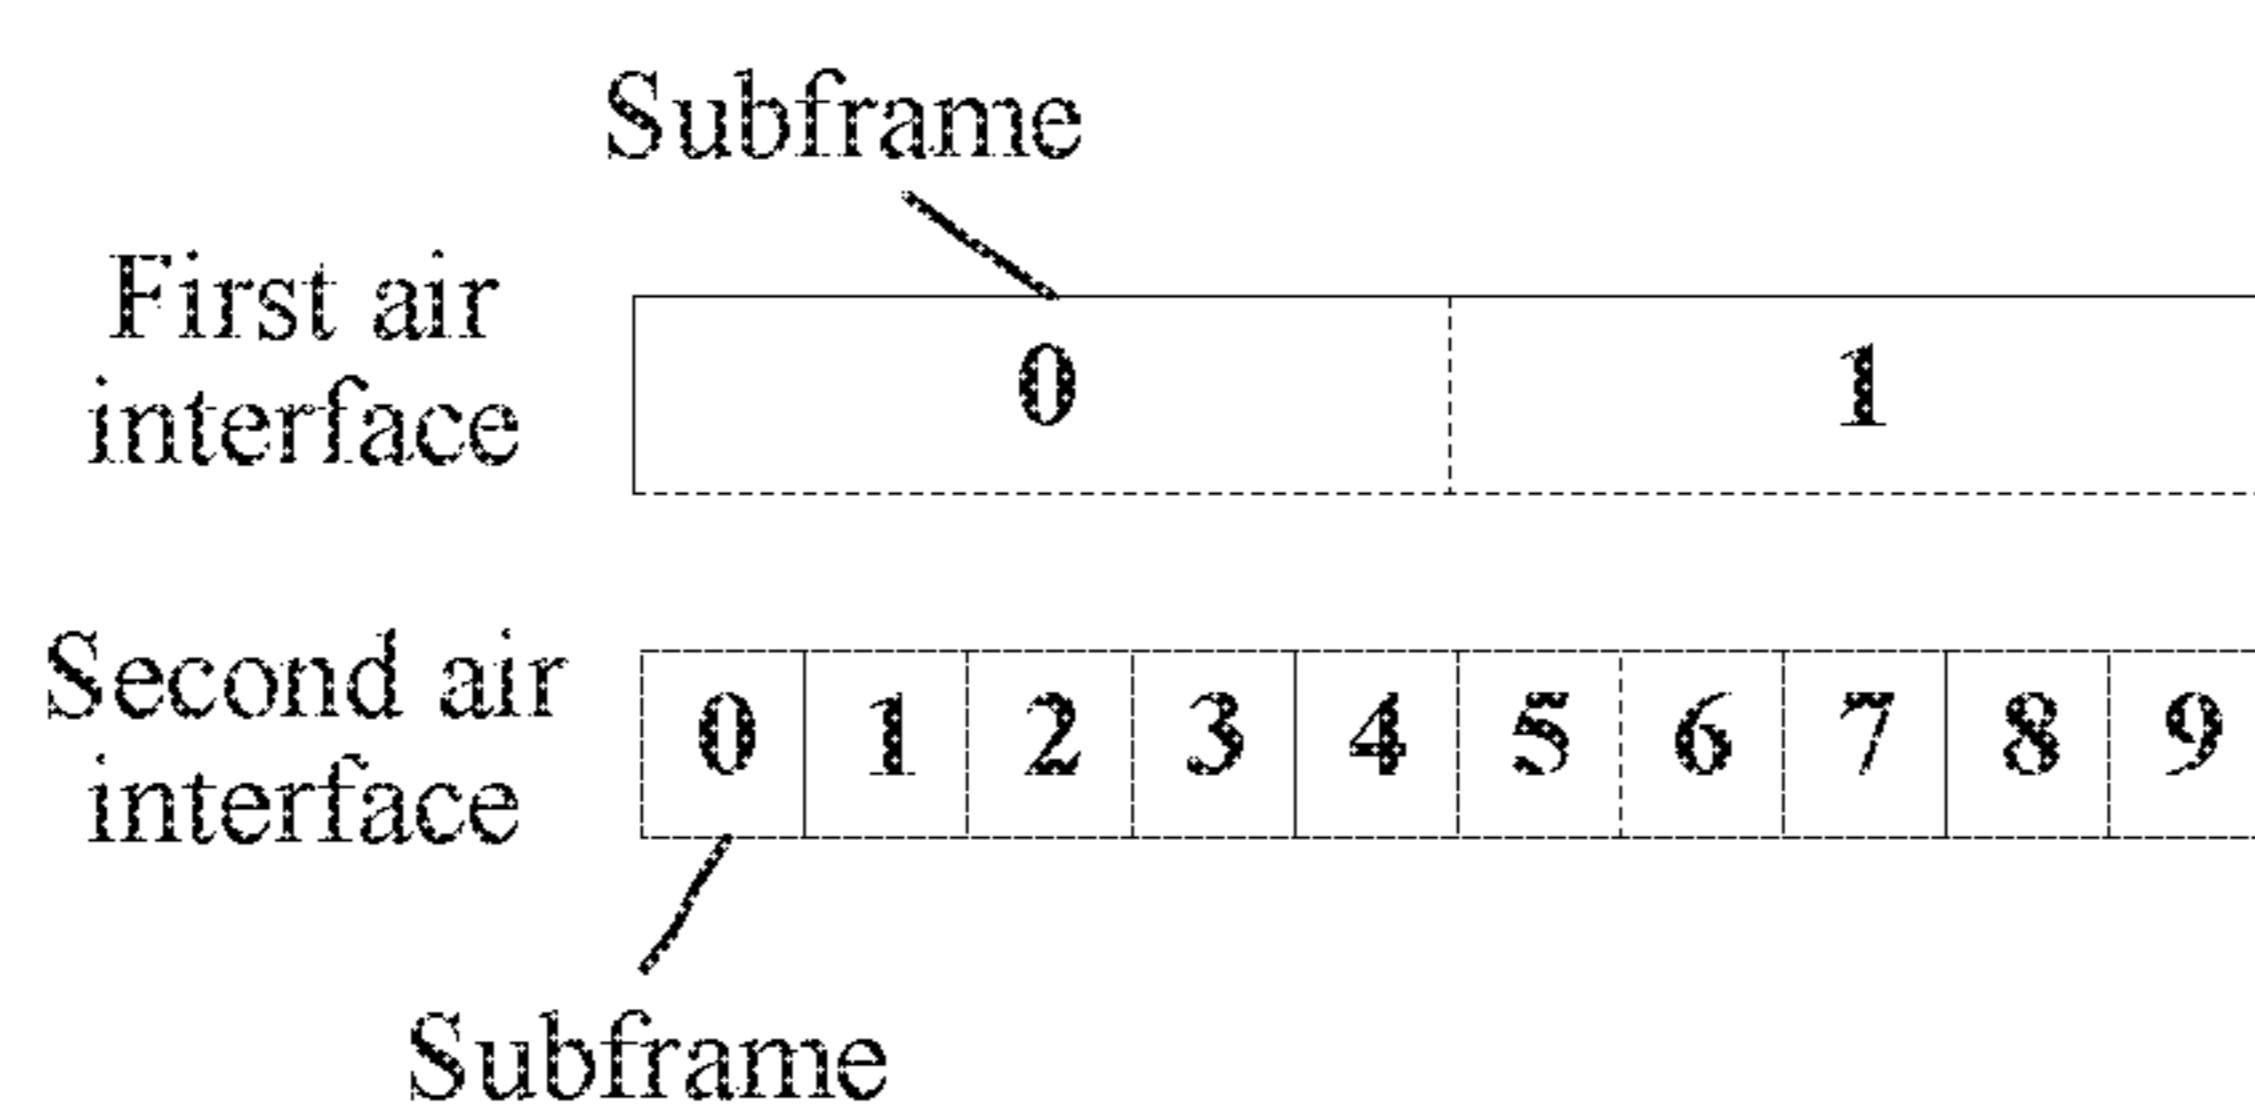 Subframe
First air
interface
0 1
Second air
interface
0 1 2 3 4 5 6 7 8 9
Subframe